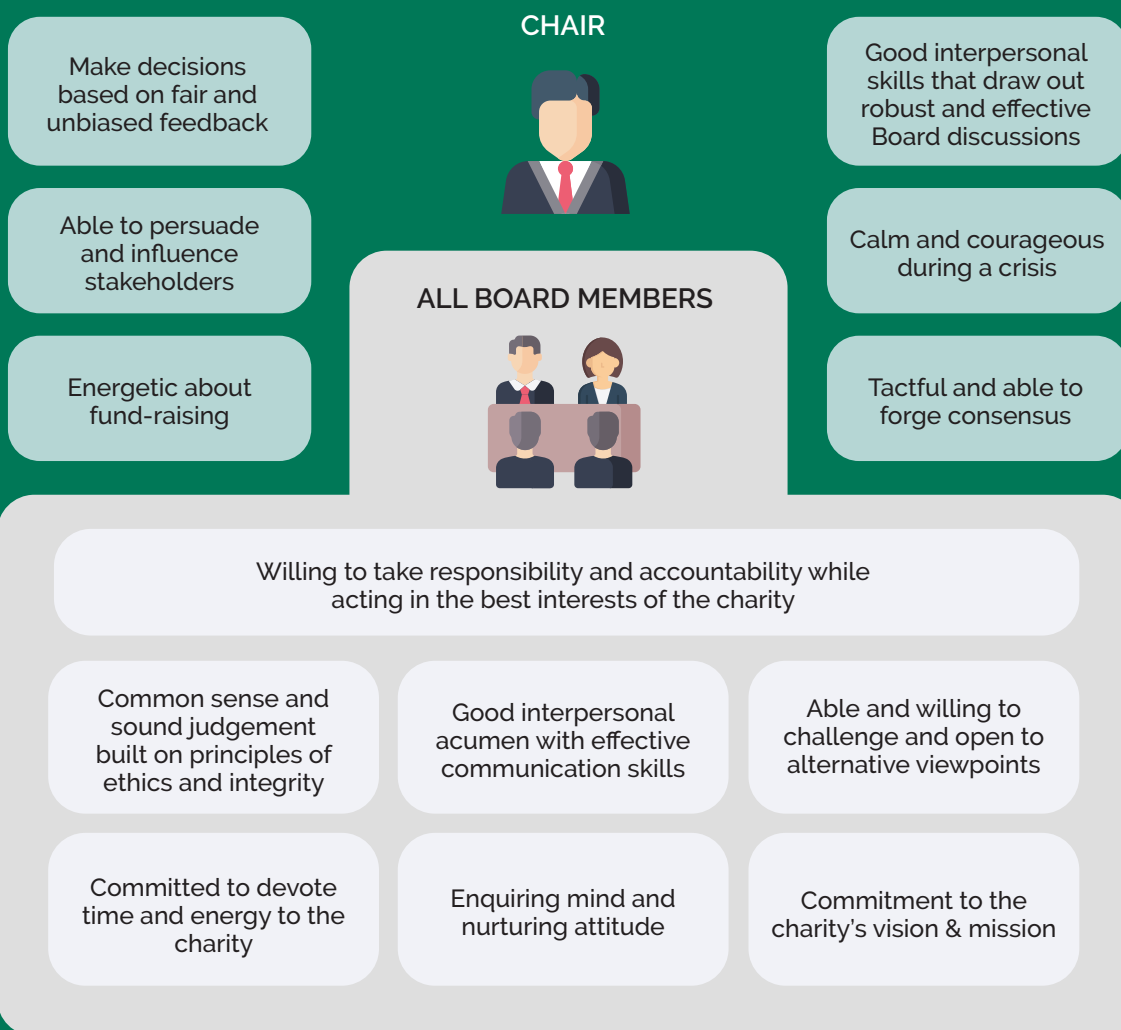 CHAIR
Make decisions
based on fair and
unbiased feedback
Able to persuade
and influence
stakeholders
Energetic about
fund-raising
Good interpersonal
skills that draw out
robust and effective
Board discussions
Calm and courageous
during a crisis
Tactful and able to
forge consensus
ALL BOARD MEMBERS
Willing to take responsibility and accountability while
acting in the best interests of the charity
Common sense and
sound judgement
built on principles of
ethics and integrity
Good interpersonal
acumen with effective
communication skills
Able and willing to
challenge and open to
alternative viewpoints
Committed to devote
time and energy to the
charity
Enquiring mind and
nurturing attitude
Commitment to the
charity’s vision & mission